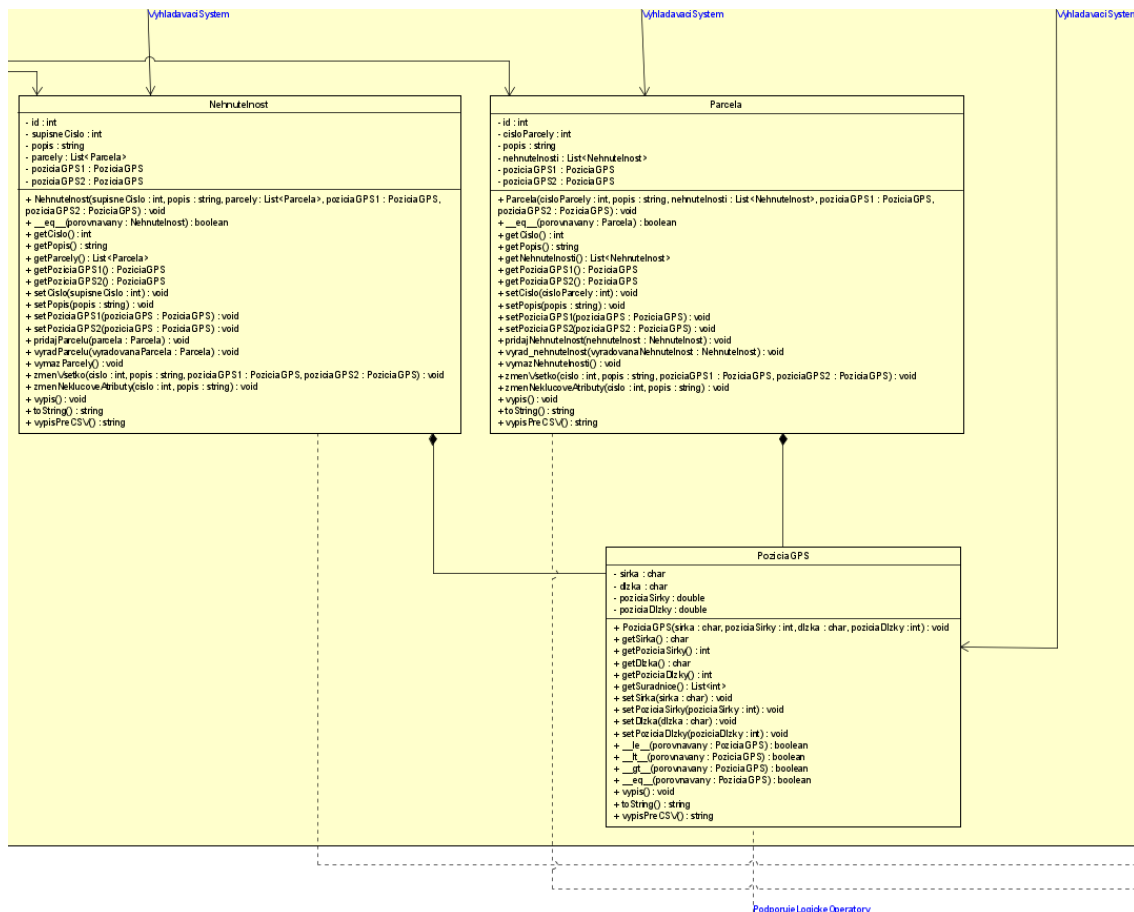 VyhladavaciSystem
VyhladavaciSystem
VyhladavaciSystem
Nehnutelnost
- id : int
- supisneCislo : int
- popis : string
- parcely : List<Parcela>
- poziciaGPS1 : PoziciaGPS
- poziciaGPS2 : PoziciaGPS
+ Nehnutelnost(supisneCislo : int, popis : string, parcely : List<Parcela>, poziciaGPS1 : PoziciaGPS,
poziciaGPS2 : PoziciaGPS) : void
+ __eq__(porovnavany : Nehnutelnost) : boolean
+ getCislo() : int
+ getPopis() : string
+ getParcely() : List<Parcela>
+ getPoziciaGPS1() : PoziciaGPS
+ getPoziciaGPS2() : PoziciaGPS
+ setCislo(supisneCislo : int) : void
+ setPopis(popis : string) : void
+ setPoziciaGPS1(poziciaGPS : PoziciaGPS) : void
+ setPoziciaGPS2(poziciaGPS : PoziciaGPS) : void
+ pridajParcelu(parcela : Parcela) : void
+ vyradParcelu(vyradovanaParcela : Parcela) : void
+ vymazParcely() : void
+ zmenVsetko(cislo : int, popis : string, poziciaGPS1 : PoziciaGPS, poziciaGPS2 : PoziciaGPS) : void
+ zmenNeklucoveAtributy(cislo : int, popis : string) : void
+ vypis() : void
+ toString() : string
+ vypisPreCSV() : string
Parcela
- id : int
- cisloParcely : int
- popis : string
- nehnutelnosti : List<Nehnutelnost>
- poziciaGPS1 : PoziciaGPS
- poziciaGPS2 : PoziciaGPS
+ Parcela(cisloParcely : int, popis : string, nehnutelnosti : List<Nehnutelnost>, poziciaGPS1 : PoziciaGPS,
poziciaGPS2 : PoziciaGPS) : void
+ __eq__(porovnavany : Parcela) : boolean
+ getCislo() : int
+ getPopis() : string
+ getNehnutelnosti() : List<Nehnutelnost>
+ getPoziciaGPS1() : PoziciaGPS
+ getPoziciaGPS2() : PoziciaGPS
+ setCislo(cisloParcely : int) : void
+ setPopis(popis : string) : void
+ setPoziciaGPS1(poziciaGPS : PoziciaGPS) : void
+ setPoziciaGPS2(poziciaGPS2 : PoziciaGPS) : void
+ pridajNehnutelnost(nehnutelnost : Nehnutelnost) : void
+ vyrad_nehnutelnost(vyradovanaNehnutelnost : Nehnutelnost) : void
+ vymazNehnutelnosti() : void
+ zmenVsetko(cislo : int, popis : string, poziciaGPS1 : PoziciaGPS, poziciaGPS2 : PoziciaGPS) : void
+ zmenNeklucoveAtributy(cislo : int, popis : string) : void
+ vypis() : void
+ toString() : string
+ vypisPreCSV() : string
PoziciaGPS
- sirka : char
- dlzka : char
- poziciaSirky : double
- poziciaDlzky : double
+ PoziciaGPS(sirka : char, poziciaSirky : int, dlzka : char, poziciaDlzky : int) : void
+ getSirka() : char
+ getPoziciaSirky() : int
+ getDlzka() : char
+ getPoziciaDlzky() : int
+ getSuradnice() : List<int>
+ setSirka(sirka : char) : void
+ setPoziciaSirky(poziciaSirky : int) : void
+ setDlzka(dlzka : char) : void
+ setPoziciaDlzky(poziciaDlzky : int) : void
+ __le__(porovnavany : PoziciaGPS) : boolean
+ __lt__(porovnavany : PoziciaGPS) : boolean
+ __gt__(porovnavany : PoziciaGPS) : boolean
+ __eq__(porovnavany : PoziciaGPS) : boolean
+ vypis() : void
+ toString() : string
+ vypisPreCSV() : string
PodporujeLogickeOperatory